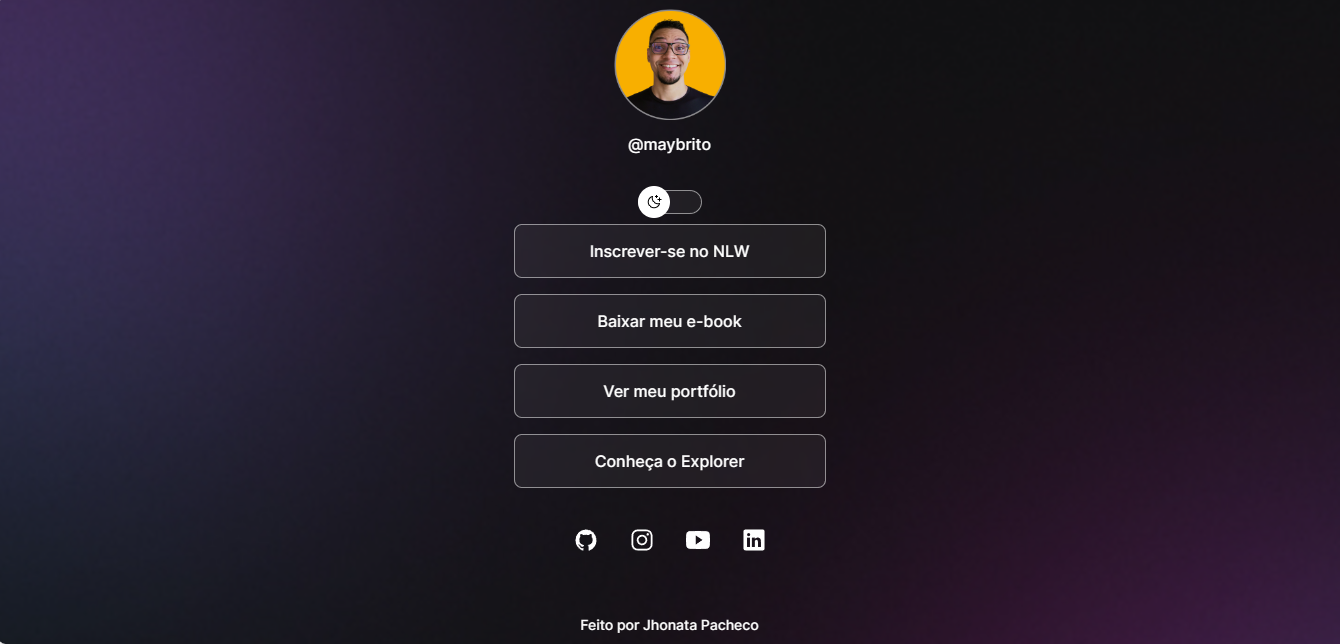 @maybrito
Inscrever-se no NLW
Baixar meu e-book
Ver meu portfólio
Conheça o Explorer
Feito por Jhonata Pacheco